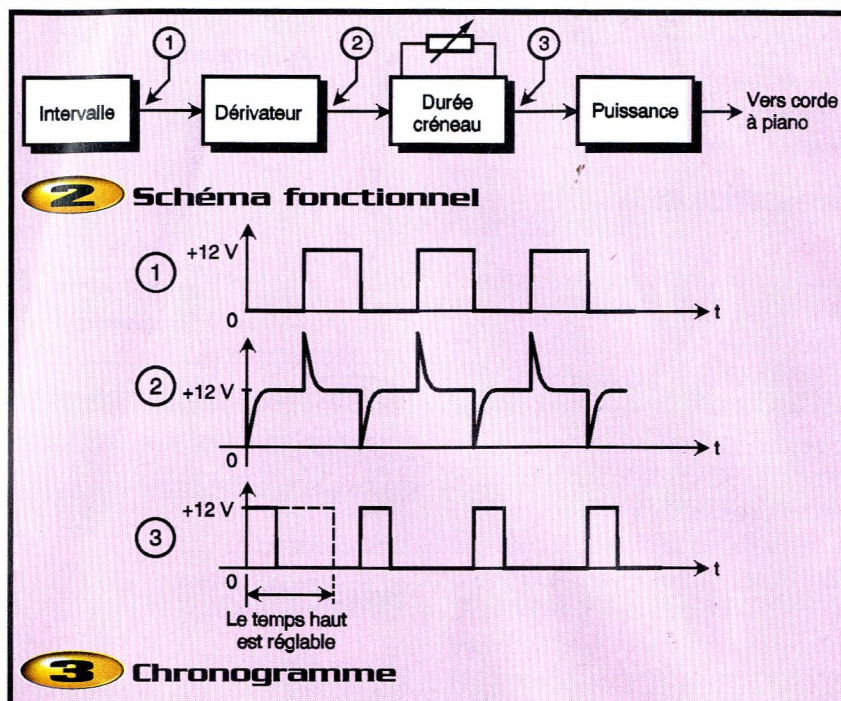 1 2 3
Intervalle Dérivateur Durée créneau Puissance Vers corde à piano
2 Schéma fonctionnel
1 +12 V 0 t
2 +12 V 0 t
3 +12 V 0 t
Le temps haut
est réglable
3 Chronogramme